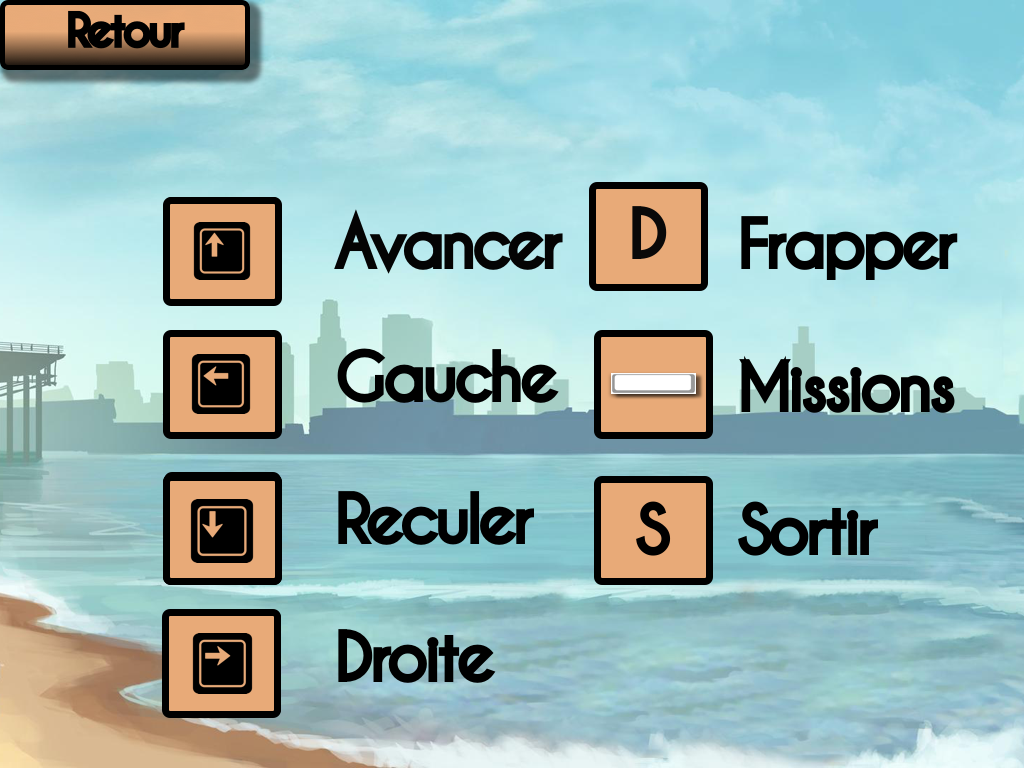 Retour
Avancer
D Frapper
Gauche
Missions
Reculer
S Sortir
Droite